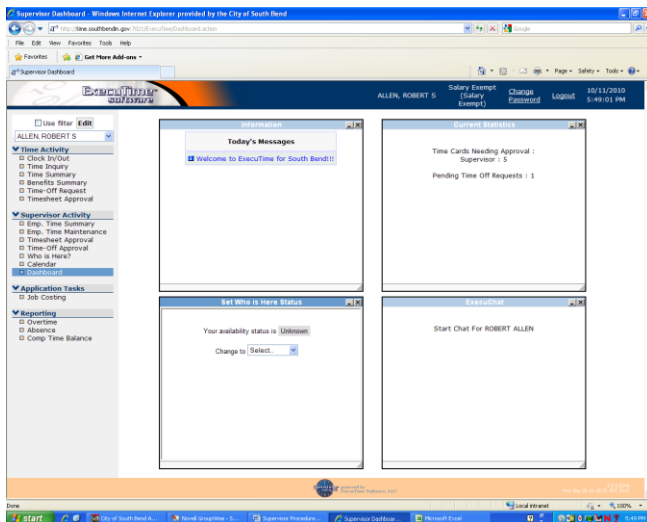 Supervisor Dashboard - Windows Internet Explorer provided by the City of South Bend
File Edit View Favorites Tools Help
Favorites Get More Add-ons
Supervisor Dashboard
Page Safety Tools
ExecuTime
software
ALLEN, ROBERT S
Salary Exempt
(Salary
Exempt)
Change
Password
Logout
10/11/2010
5:49:01 PM
Use filter Edit
ALLEN, ROBERT S
Time Activity
Clock In/Out
Time Inquiry
Time Summary
Benefits Summary
Time-Off Request
Timesheet Approval
Supervisor Activity
Emp. Time Summary
Emp. Time Maintenance
Timesheet Approval
Time-Off Approval
Who is Here?
Calendar
Dashboard
Application Tasks
Job Costing
Reporting
Overtime
Absence
Comp Time Balance
Information
Today's Messages
Welcome to ExecuTime for South Bend!!!
Current Statistics
Time Cards Needing Approval :
Supervisor : 5
Pending Time Off Requests : 1
Set Who is Here Status
Your availability status is Unknown
Change to Select..
ExecuChat
Start Chat For ROBERT ALLEN
Done
Local intranet
100%
start
City of South Bend A...
Novell GroupWise - S...
Supervisor Procedure...
Supervisor Dashboar...
Microsoft Excel
5:49 PM